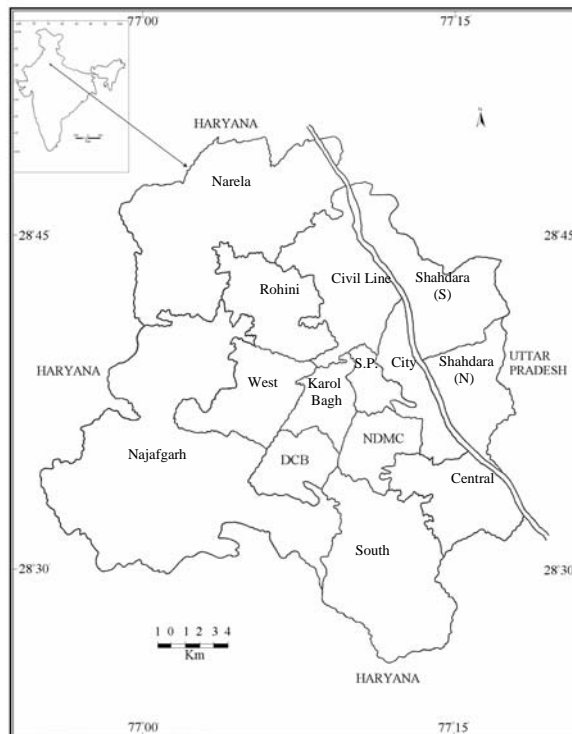 77'00
77'15
HARYANA
N
Narela
28'45
28'45
Civil Line
Shahdara
(S)
Rohini
HARYANA
S.P.
City
Shahdara
(N)
UTTAR
PRADESH
West
Karol
Bagh
NDMC
Najafgarh
DCB
Central
South
28'30
28'30
1 0 1 2 3 4
Km
HARYANA
77'00
77'15